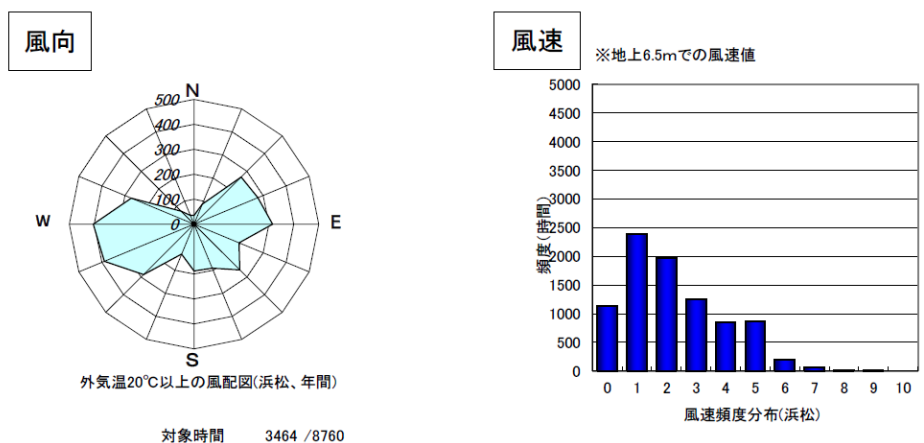 風向
N
500
400
300
200
100
0
W
E
S
外気温20℃以上の風配図(浜松、年間)
対象時間 3464 /8760
風速
※地上6.5mでの風速値
5000
4500
4000
3500
3000
2500
2000
1500
1000
500
0
頻度(時間)
0 1 2 3 4 5 6 7 8 9 10
風速頻度分布(浜松)